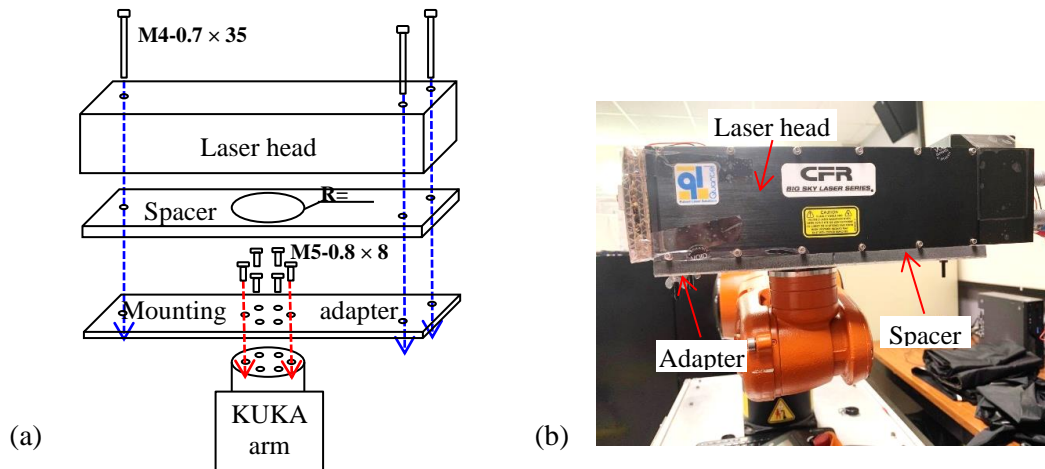 M4-0.7 × 35
Laser head
R=
Spacer
M5-0.8 × 8
Mounting adapter
KUKA
arm
(a)
Laser head
CFR
BIG SKY LASER SERIES
CAUTION
Spacer
Adapter
(b)